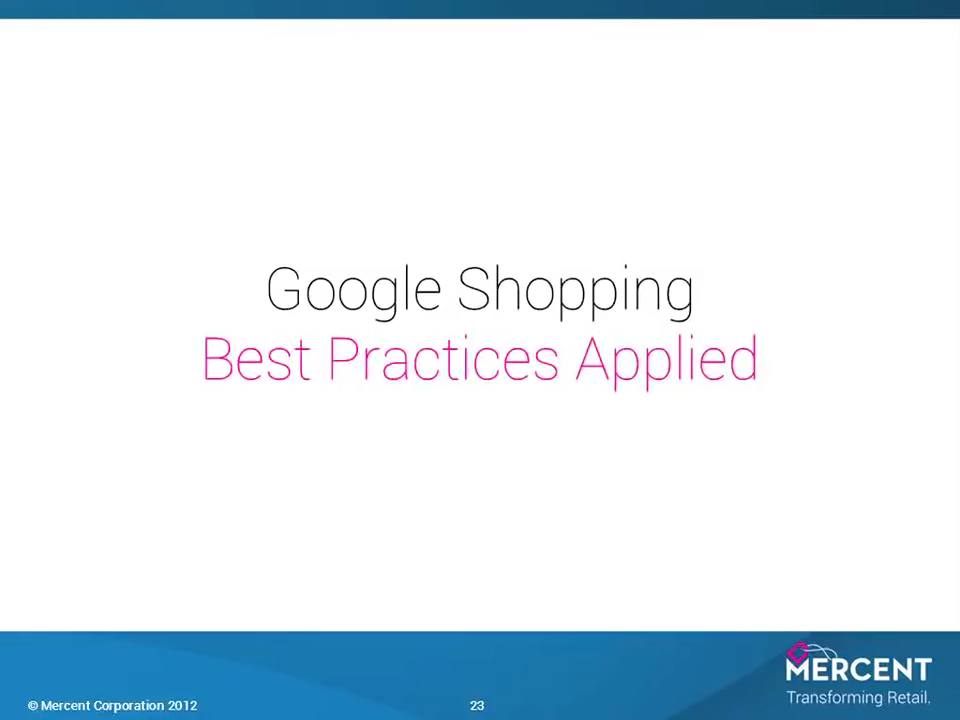 Google Shopping
Best Practices Applied
MERCENT
Transforming Retail.
© Mercent Corporation 2012
23